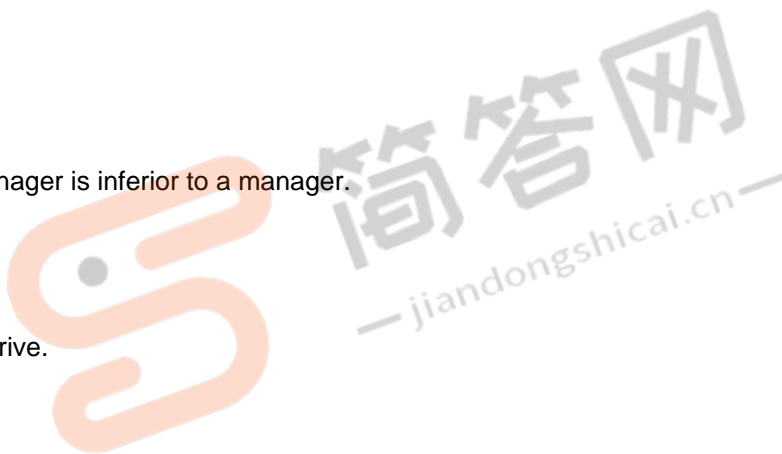 简答网
jiandongshicai.cn
nager is inferior to a manager.
rive.